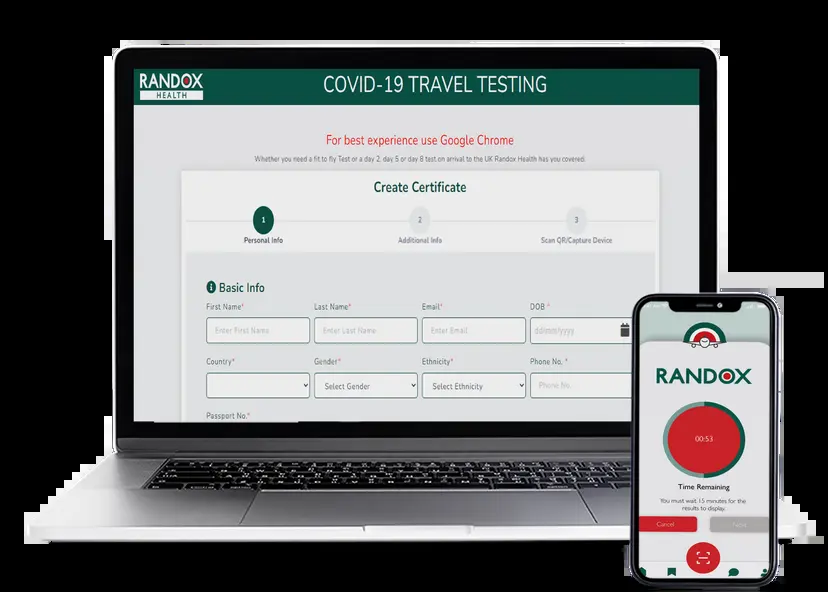 RANDOX
HEALTH
COVID-19 TRAVEL TESTING
For best experience use Google Chrome
Whether you need a fit to fly Test or a day 2, day 5 or day 8 test on arrival to the UK Randox Health has you covered.
Create Certificate
1 2 3
Personal Info Additional Info Scan QR/Capture Device
Basic Info
First Name* Last Name* Email* DOB *
Enter First Name Enter Last Name Enter Email dd/mm/yyyy
Country* Gender* Ethnicity* Phone No. *
Select Gender Select Ethnicity Phone No.
Passport No.*
RANDOX
00:53
Time Remaining
You must wait 15 minutes for the
results to display.
Cancel Next